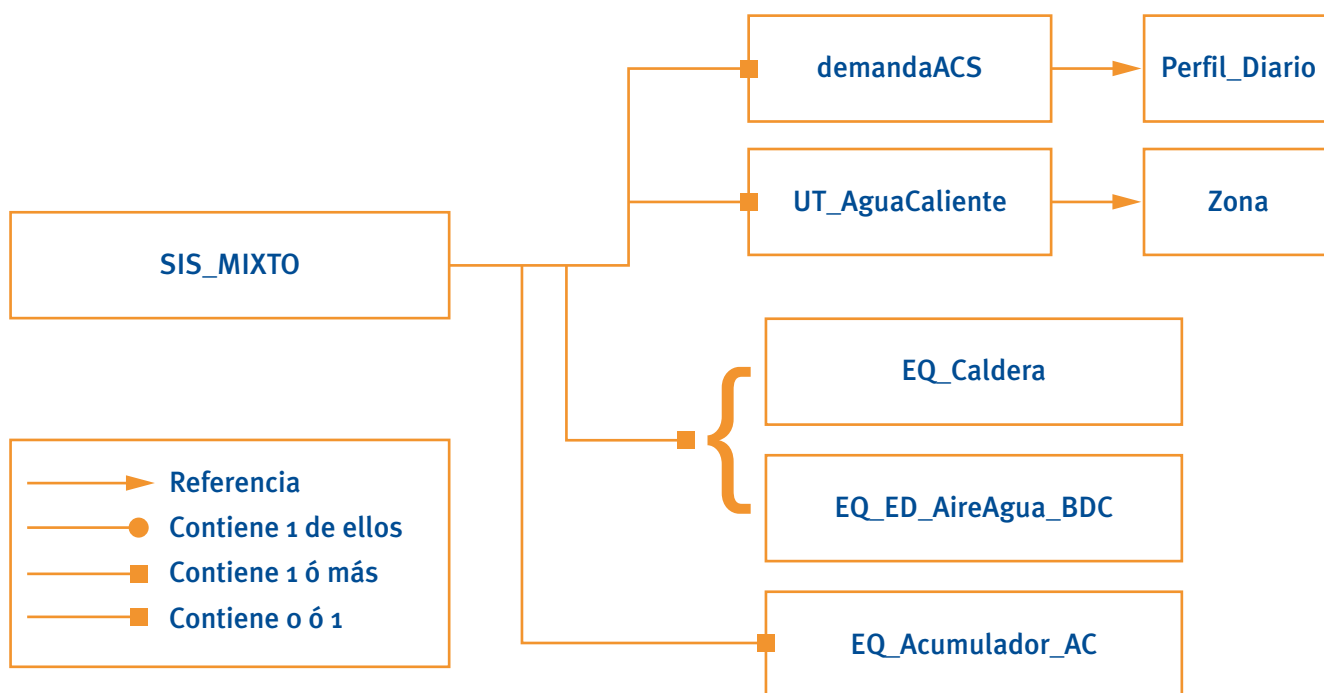 demandaACS
Perfil_Diario
UT_AguaCaliente
Zona
SIS_MIXTO
EQ_Caldera
EQ_ED_AireAgua_BDC
EQ_Acumulador_AC
Referencia
Contiene 1 de ellos
Contiene 1 ó más
Contiene 0 ó 1